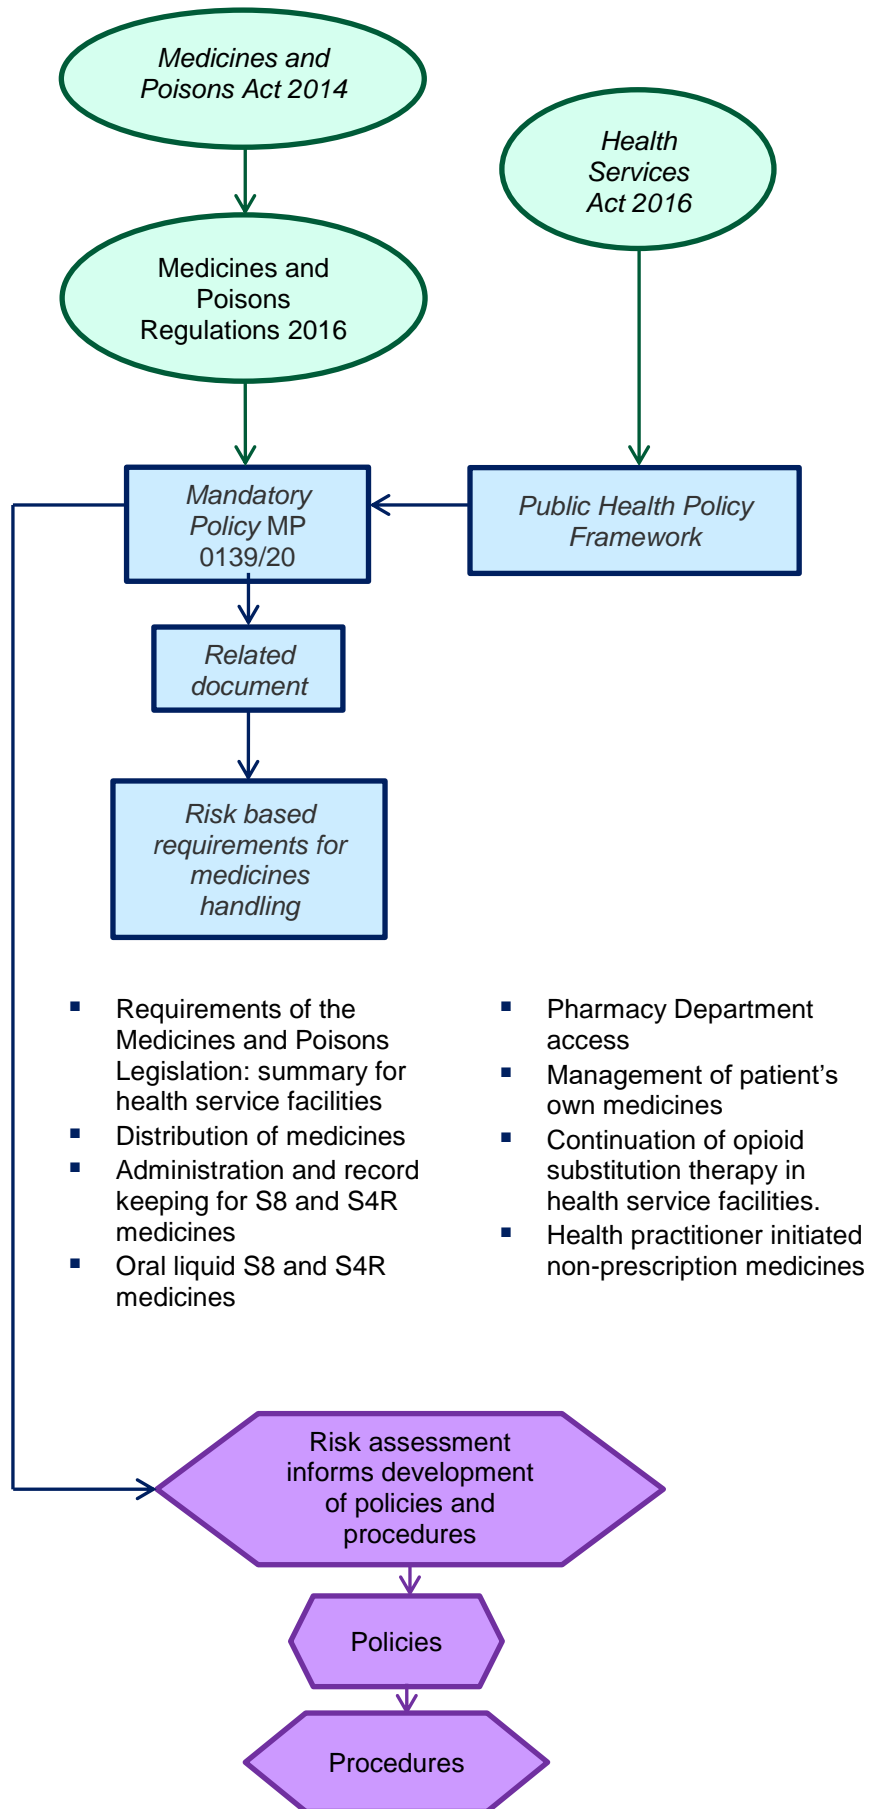 Medicines and
Poisons Act 2014
Health
Services
Act 2016
Medicines and
Poisons
Regulations 2016
Mandatory
Policy MP
0139/20
Public Health Policy
Framework
Related
document
Risk based
requirements for
medicines
handling
▪ Requirements of the
Medicines and Poisons
Legislation: summary for
health service facilities
▪ Distribution of medicines
▪ Administration and record
keeping for S8 and S4R
medicines
▪ Oral liquid S8 and S4R
medicines
▪ Pharmacy Department
access
▪ Management of patient’s
own medicines
▪ Continuation of opioid
substitution therapy in
health service facilities.
▪ Health practitioner initiated
non-prescription medicines
Risk assessment
informs development
of policies and
procedures
Policies
Procedures